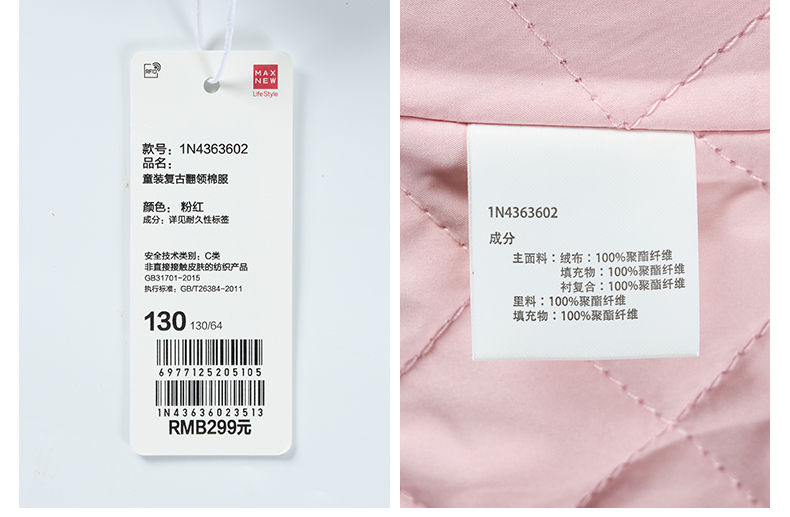 RFID
MAX
NEW
LifeStyle
款号：1N4363602
品名：
童装复古翻领棉服
颜色：粉红
成分：详见耐久性标签
安全技术类别：C类
非直接接触皮肤的纺织产品
GB31701-2015
执行标准：GB/T26384-2011
130 130/64
6977125205105
1N43636023513
RMB299元
1N4363602
成分
主面料：绒布：100%聚酯纤维
填充物：100%聚酯纤维
衬复合：100%聚酯纤维
里料：100%聚酯纤维
填充物：100%聚酯纤维